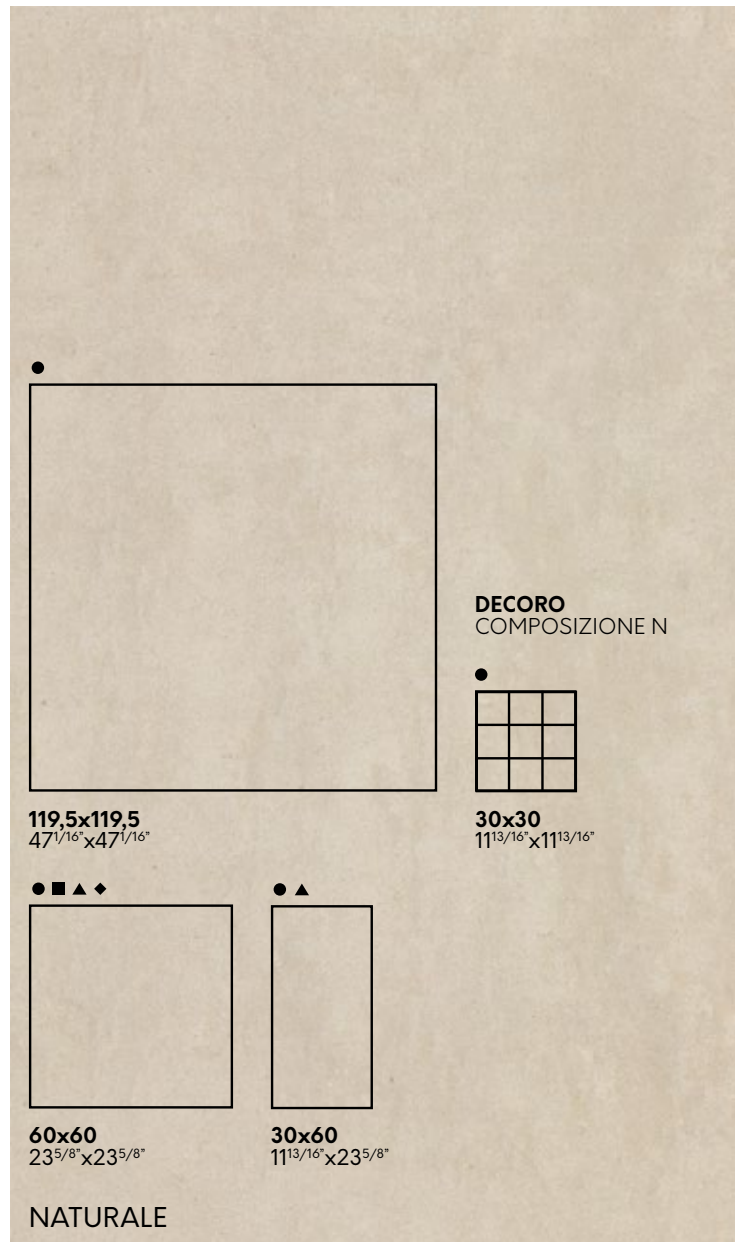 DECORO
COMPOSIZIONE N
119,5x119,5
47 1/16”x47 1/16”
30x30
11 13/16”x11 13/16”
60x60
23 5/8”x23 5/8”
30x60
11 13/16”x23 5/8”
NATURALE